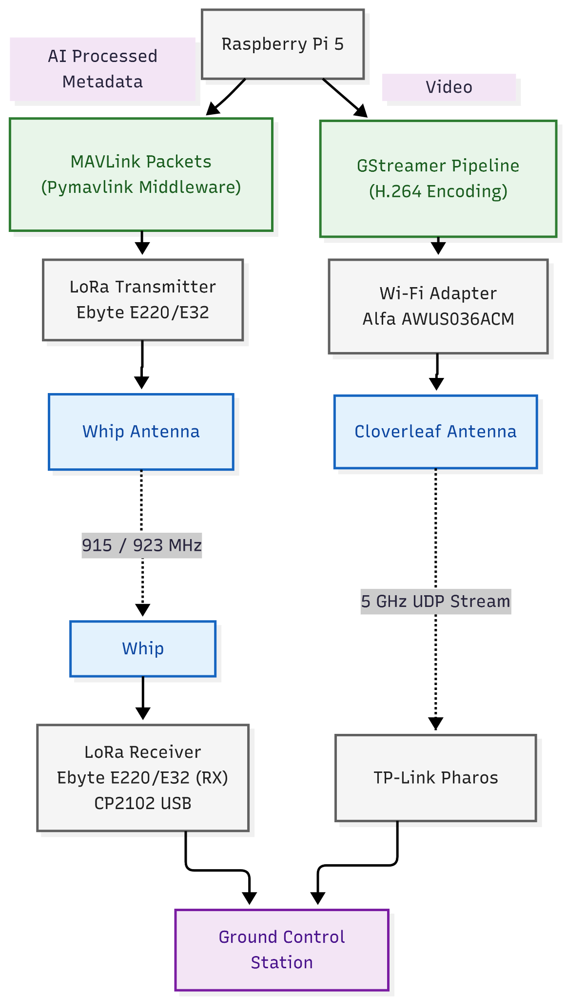 Raspberry Pi 5
AI Processed
Metadata
Video
MAVLink Packets
(Pymavlink Middleware)
GStreamer Pipeline
(H.264 Encoding)
LoRa Transmitter
Ebyte E220/E32
Wi-Fi Adapter
Alfa AWUS036ACM
Whip Antenna
Cloverleaf Antenna
915 / 923 MHz
5 GHz UDP Stream
Whip
LoRa Receiver
Ebyte E220/E32 (RX)
CP2102 USB
TP-Link Pharos
Ground Control
Station